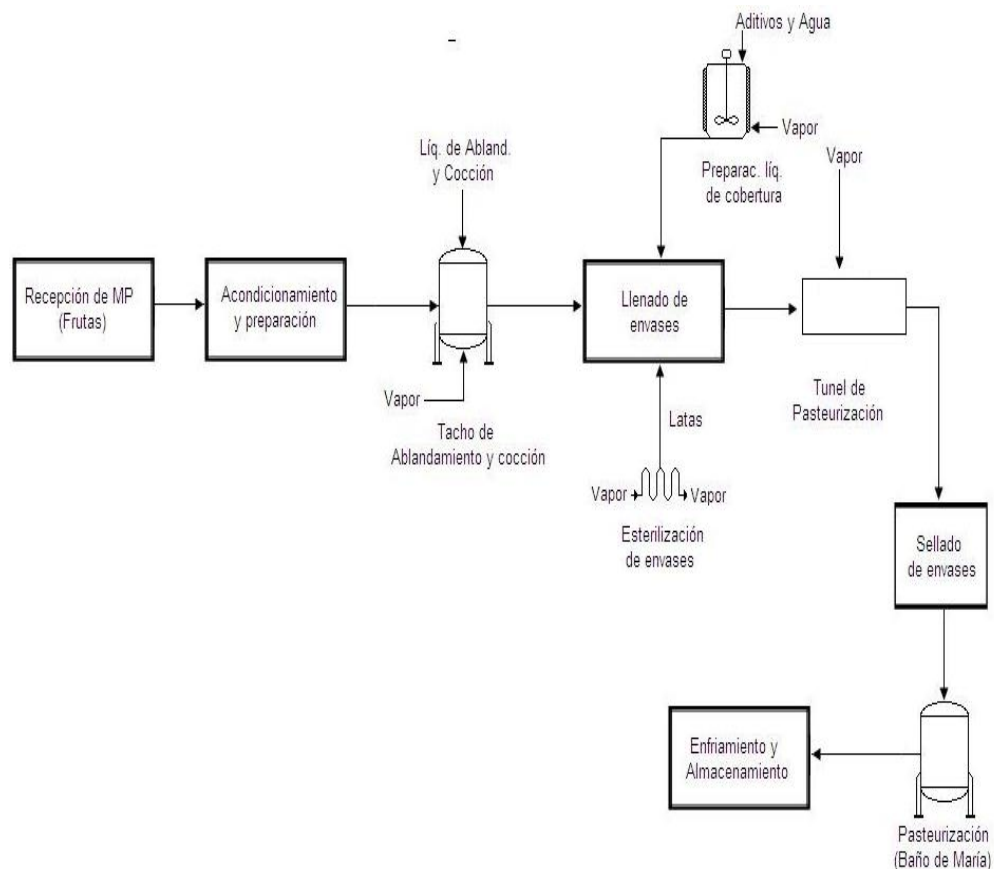 Aditivos y Agua
Vapor
Preparac. líq.
de cobertura
Vapor
Líq. de Abland.
y Cocción
Recepción de MP
(Frutas)
Acondicionamiento
y preparación
Vapor
Tacho de
Ablandamiento y cocción
Llenado de
envases
Latas
Vapor
Vapor
Esterilización
de envases
Tunel de
Pasteurización
Sellado
de envases
Enfriamiento y
Almacenamiento
Pasteurización
(Baño de María)